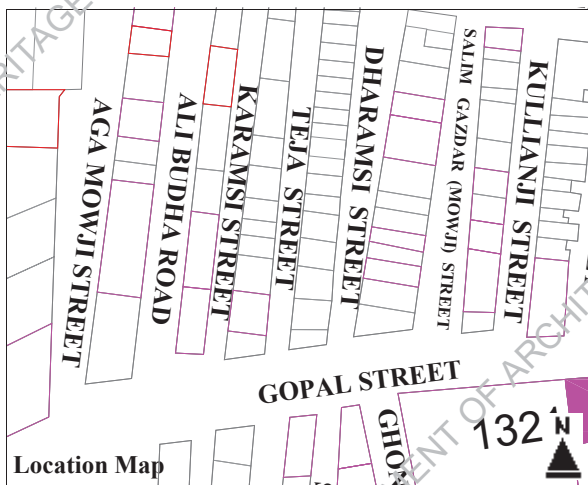 AGA MOWJI STREET
ALI BUDHA ROAD
KARAMSI STREET
TEJA STREET
DHARAMSI STREET
SALIM GAZDAR (MOWJI) STREET
KULLIANJI STREET
GOPAL STREET
132
N
Location Map